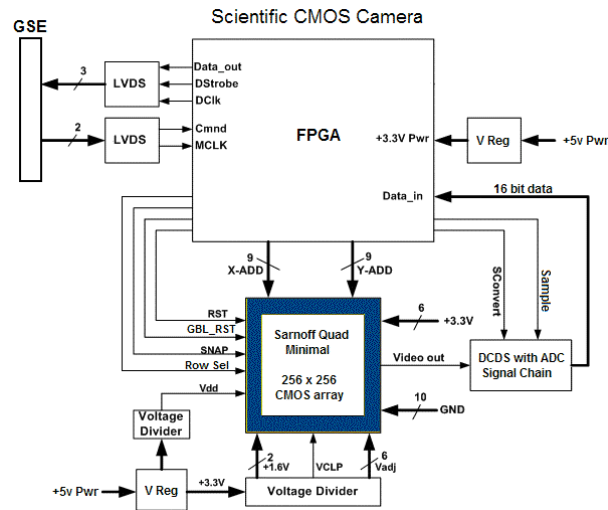 Scientific CMOS Camera
GSE
3
LVDS
Data_out
DStrobe
DClk
2
LVDS
Cmnd
MCLK
FPGA
+3.3V Pwr
V Reg
+5v Pwr
Data_in
16 bit data
9
X-ADD
9
Y-ADD
SConvert
Sample
RST
GBL_RST
SNAP
Row Sel
Vdd
Sarnoff Quad
Minimal
256 x 256
CMOS array
6
+3.3V
Video out
DCDS with ADC
Signal Chain
10
GND
Voltage
Divider
2
+1.6V
VCLP
6
Vadj
+5v Pwr
V Reg
+3.3V
Voltage Divider